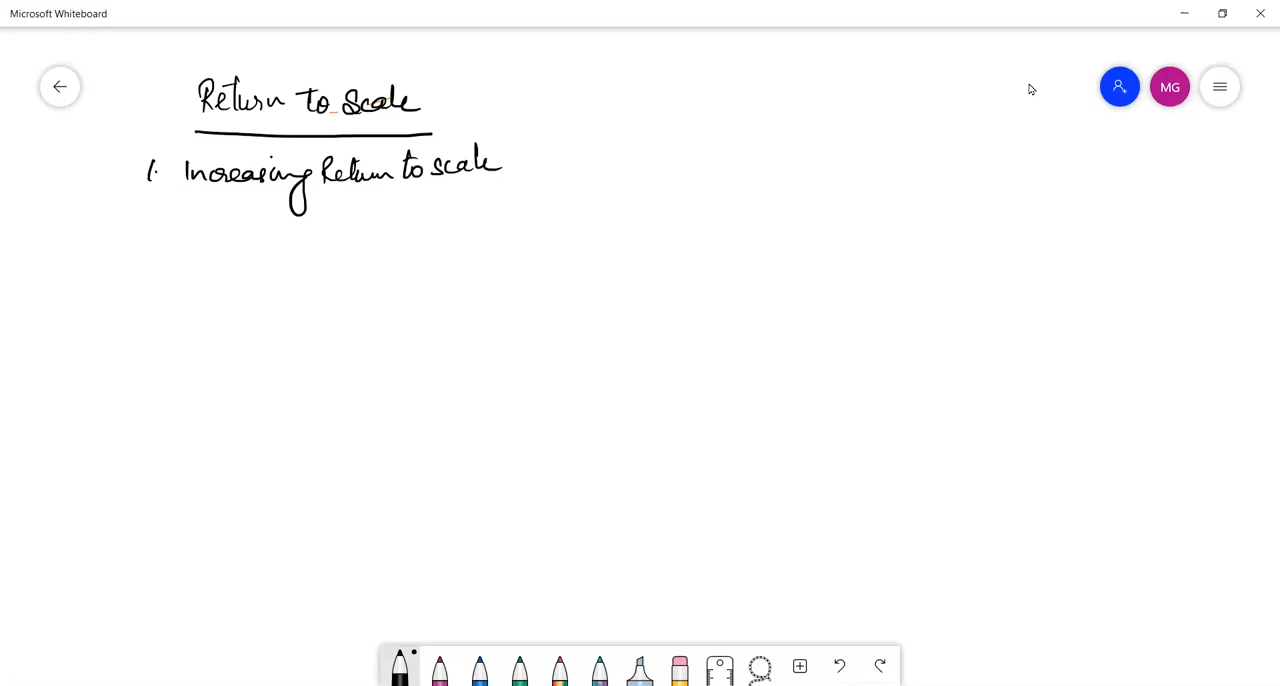 Microsoft Whiteboard
MG
Return to scale
1. Increasing Return to scale